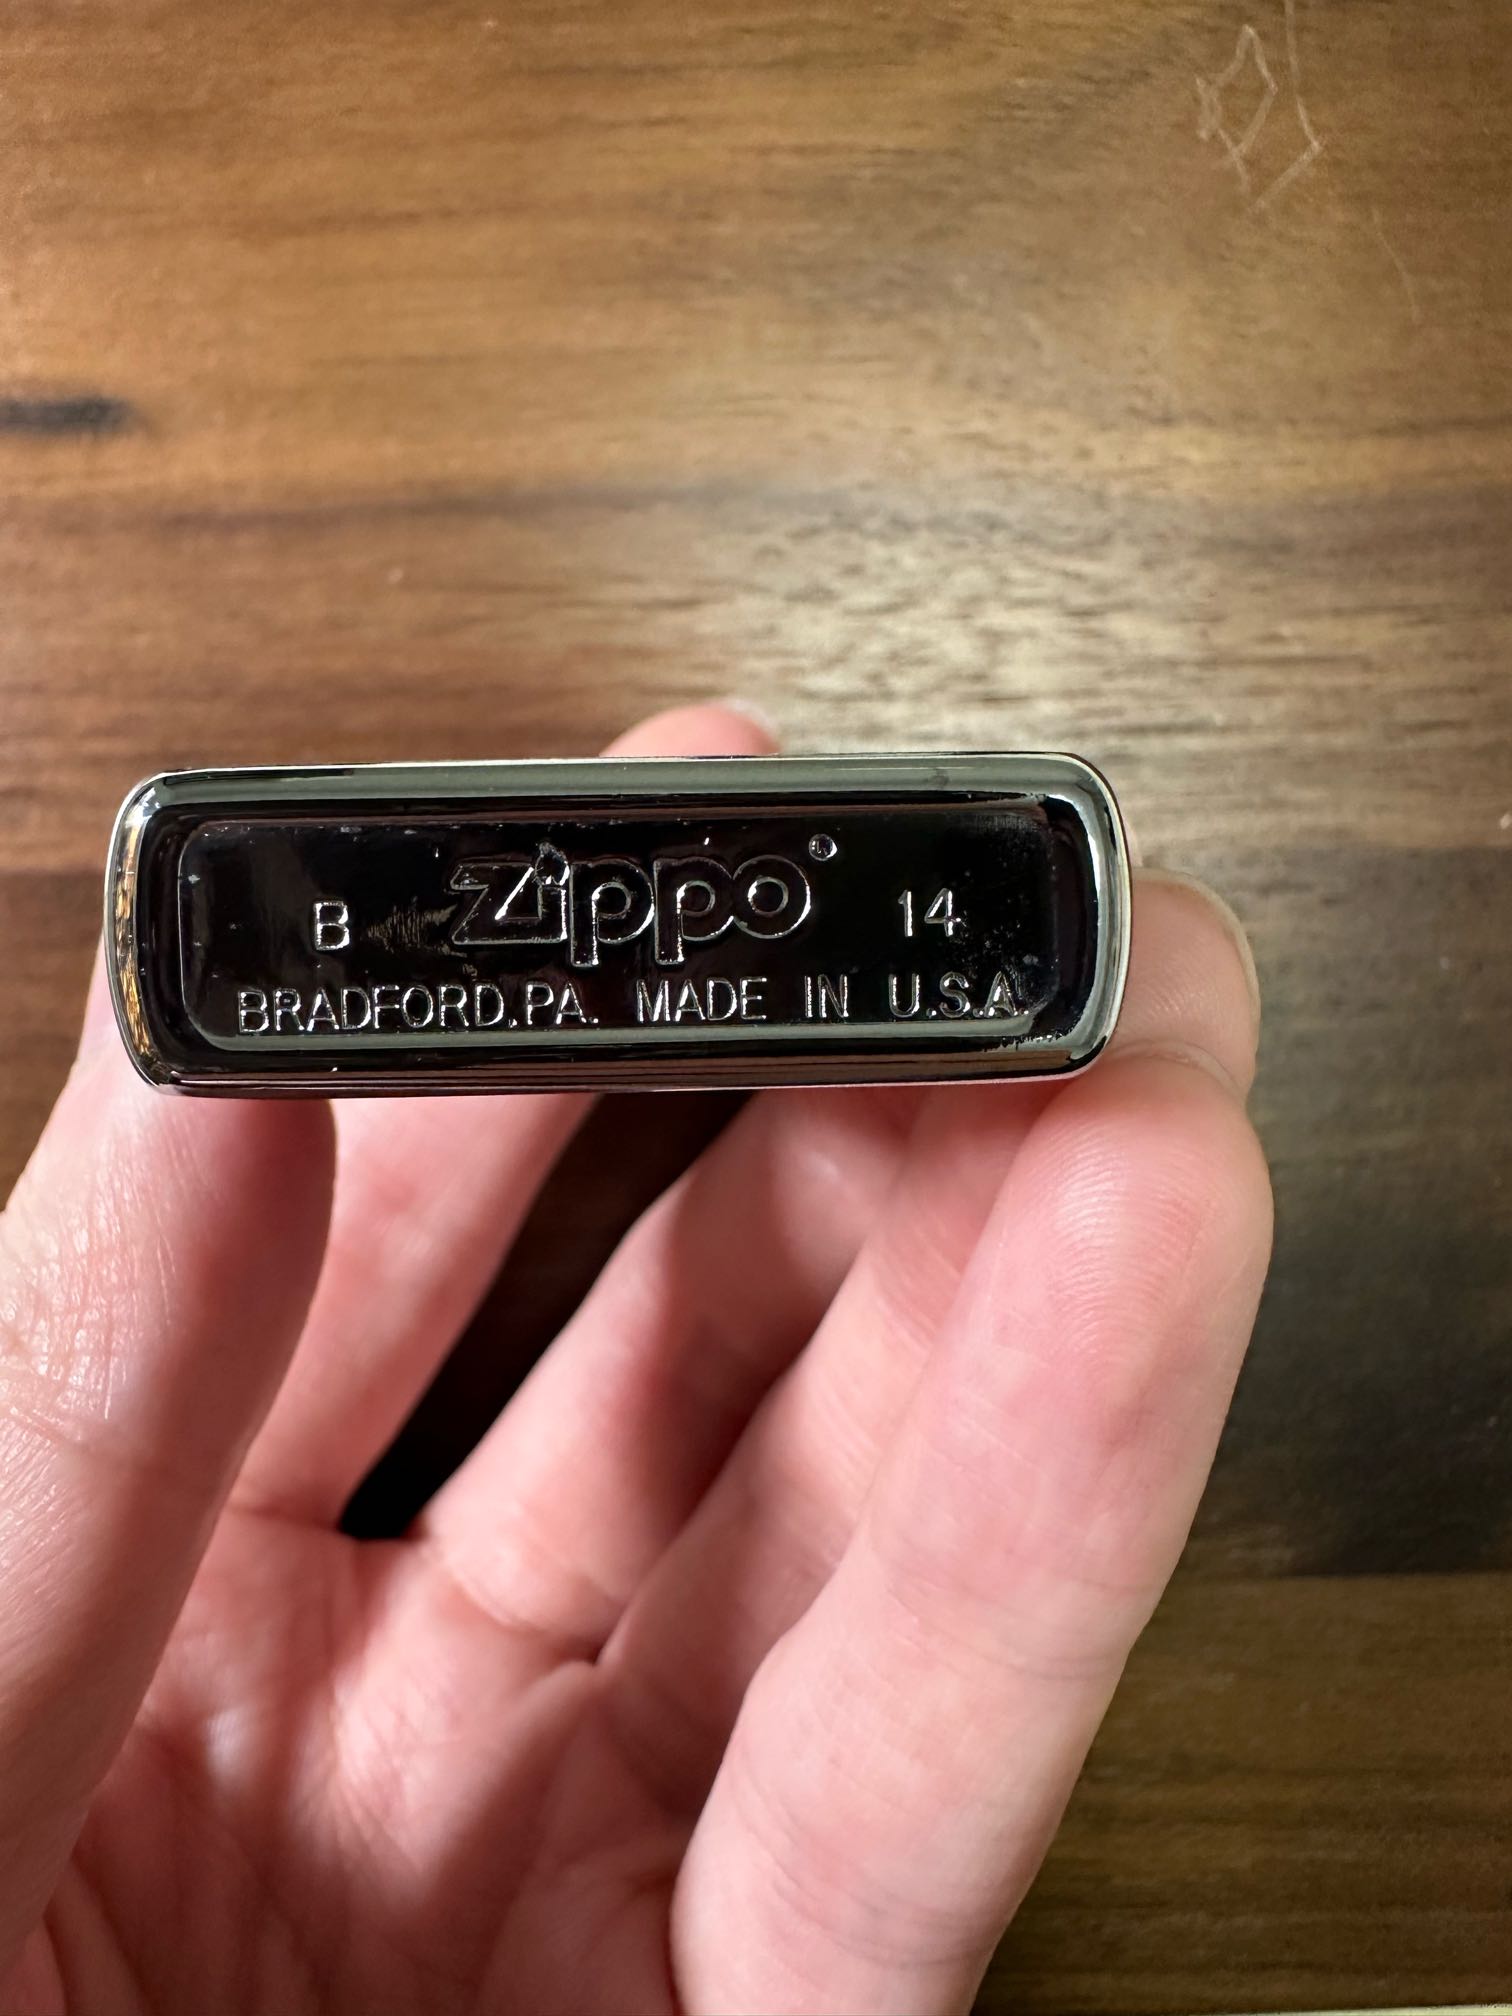 B zippo® 14
BRADFORD, PA. MADE IN U.S.A.